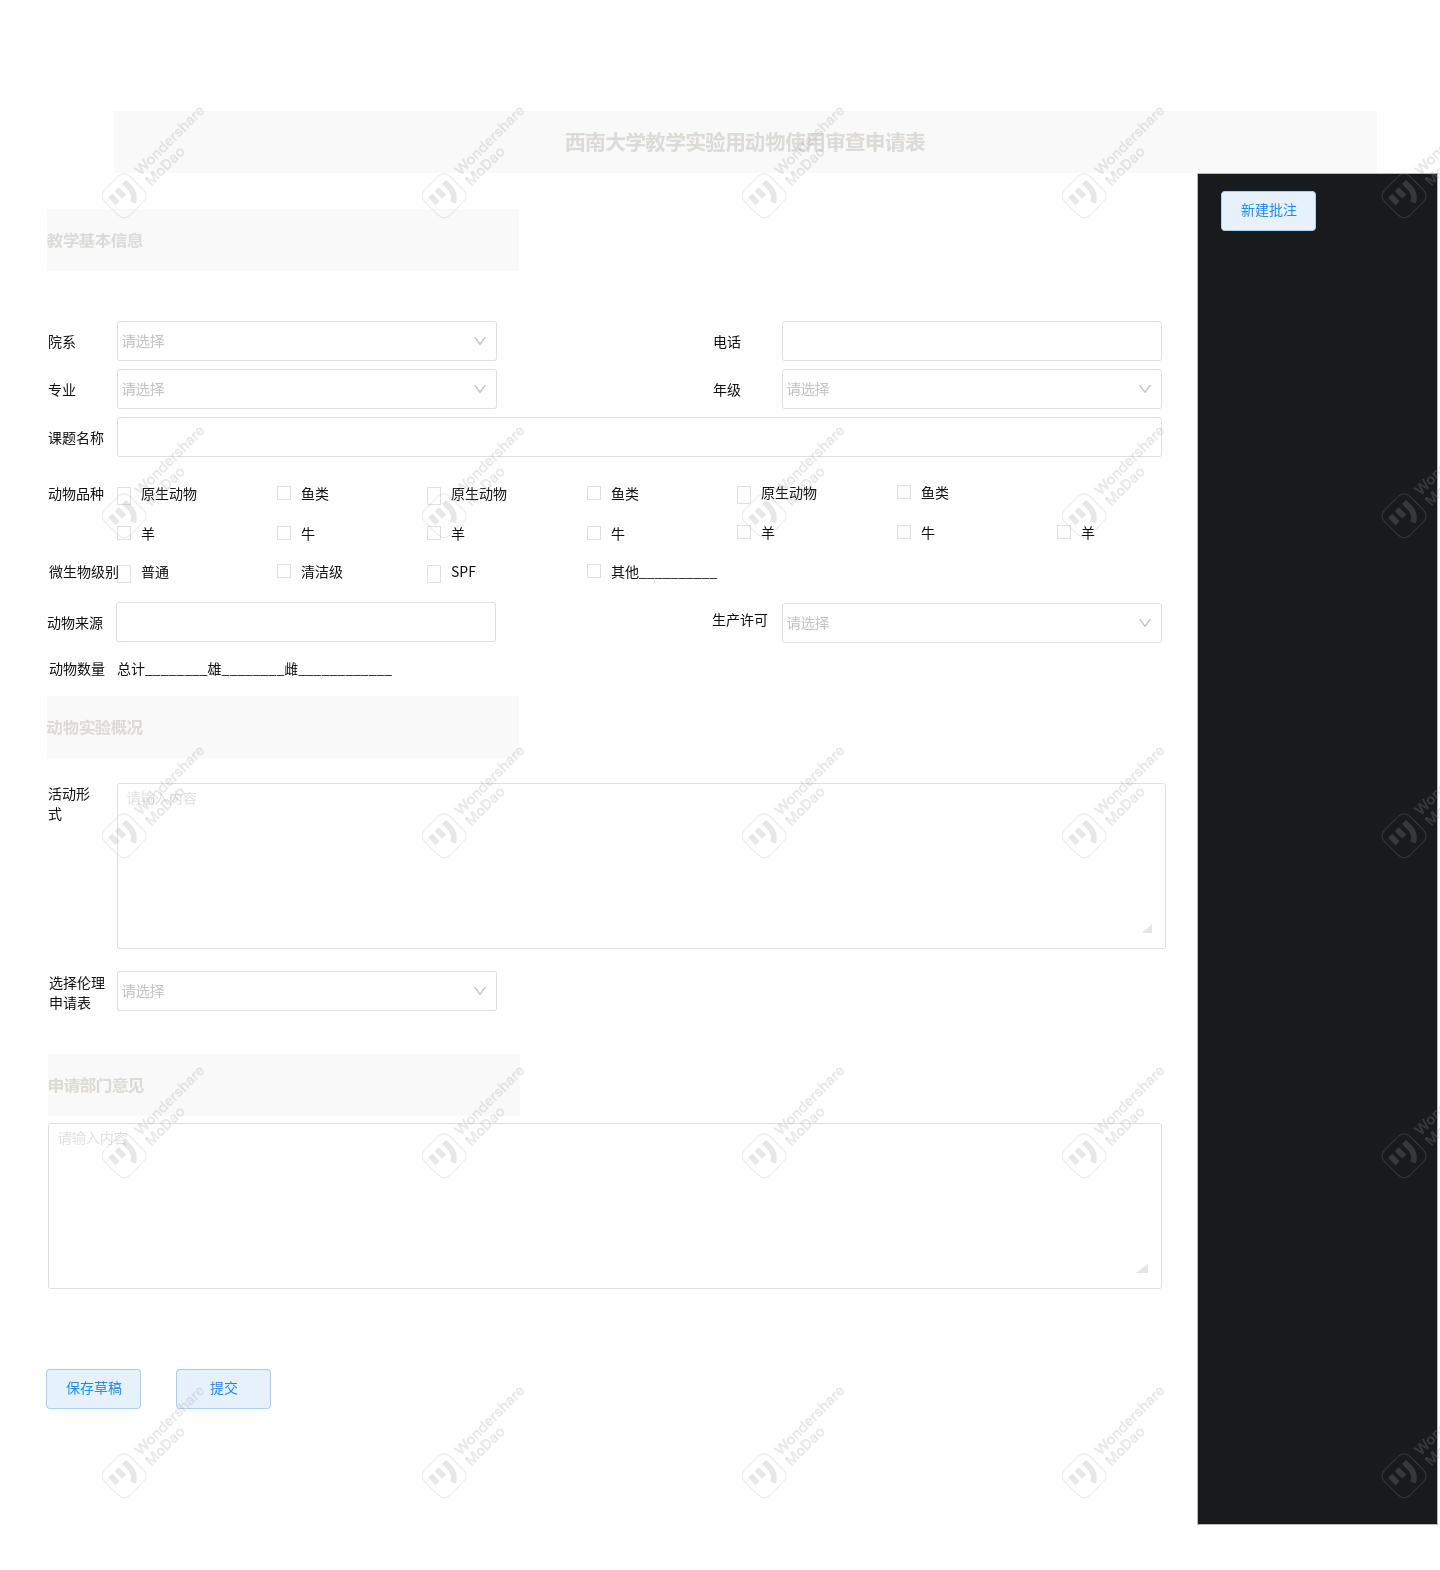 西南大学教学实验用动物使用审查申请表
新建批注
教学基本信息
院系 请选择 电话
专业 请选择 年级 请选择
课题名称
动物品种 原生动物 鱼类 原生动物 鱼类 原生动物 鱼类
羊 牛 羊 牛 羊 牛 羊
微生物级别 普通 清洁级 SPF 其他__________
动物来源 生产许可 请选择
动物数量 总计________雄________雌____________
动物实验概况
活动形
式
请输入内容
选择伦理
申请表
请选择
申请部门意见
请输入内容
保存草稿 提交
Wondershare
MoDao